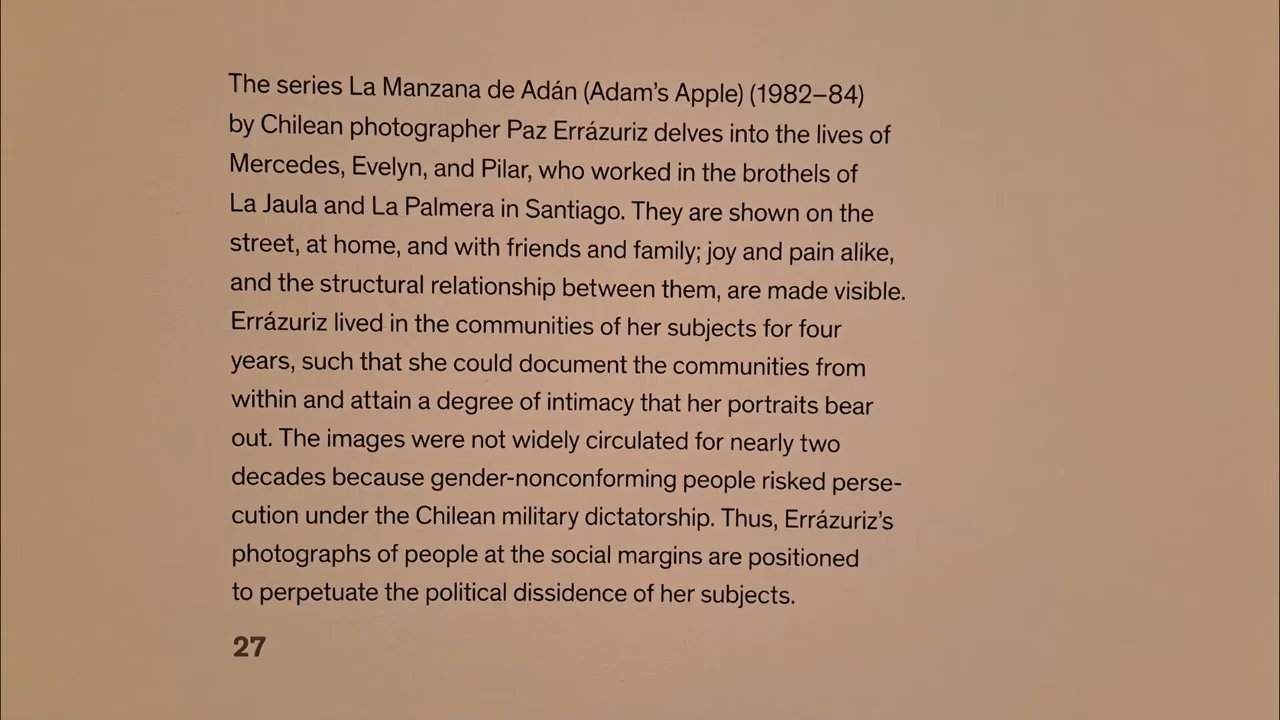 The series La Manzana de Adán (Adam's Apple) (1982–84)
by Chilean photographer Paz Errázuriz delves into the lives of
Mercedes, Evelyn, and Pilar, who worked in the brothels of
La Jaula and La Palmera in Santiago. They are shown on the
street, at home, and with friends and family; joy and pain alike,
and the structural relationship between them, are made visible.
Errázuriz lived in the communities of her subjects for four
years, such that she could document the communities from
within and attain a degree of intimacy that her portraits bear
out. The images were not widely circulated for nearly two
decades because gender-nonconforming people risked perse-
cution under the Chilean military dictatorship. Thus, Errázuriz's
photographs of people at the social margins are positioned
to perpetuate the political dissidence of her subjects.
27